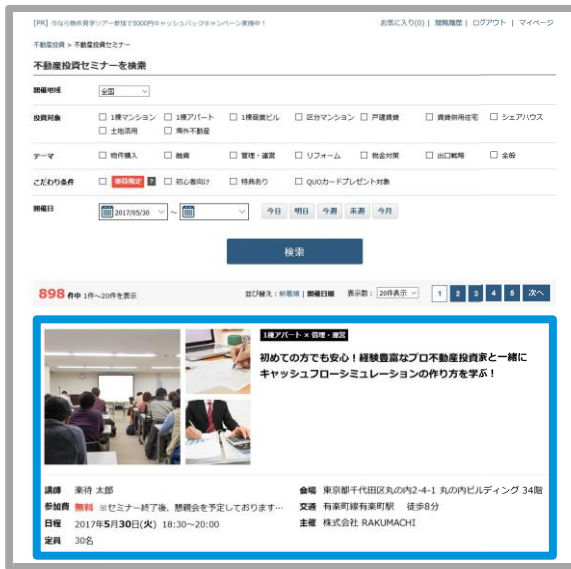 [PR] 今なら物件見学ツアー参加で5000円キャッシュバックキャンペーン実施中！
お気に入り(0) | 閲覧履歴 | ログアウト | マイページ
不動産投資 > 不動産投資セミナー
不動産投資セミナーを検索
開催地域 全国
投資対象 1棟マンション 1棟アパート 1棟商業ビル 区分マンション 戸建賃貸 賃貸併用住宅 シェアハウス
土地活用 海外不動産
テーマ 物件購入 融資 管理・運営 リフォーム 税金対策 出口戦略 全般
こだわり条件 楽待限定 ? 初心者向け 特典あり QUOカードプレゼント対象
開催日 2017/05/30 ～ 今日 明日 今週 来週 今月
検索
898 件中 1件～20件を表示 並び替え：新着順 | 開催日順 表示数： 20件表示 1 2 3 4 5 次へ
1棟アパート × 管理・運営
初めての方でも安心！経験豊富なプロ不動産投資家と一緒に
キャッシュフローシミュレーションの作り方を学ぶ！
講師 楽待 太郎
参加費 無料 ※セミナー終了後、懇親会を予定しております…
日程 2017年5月30日(火) 18:30～20:00
定員 30名
会場 東京都千代田区丸の内2-4-1 丸の内ビルディング 34階
交通 有楽町線有楽町駅 徒歩8分
主催 株式会社 RAKUMACHI